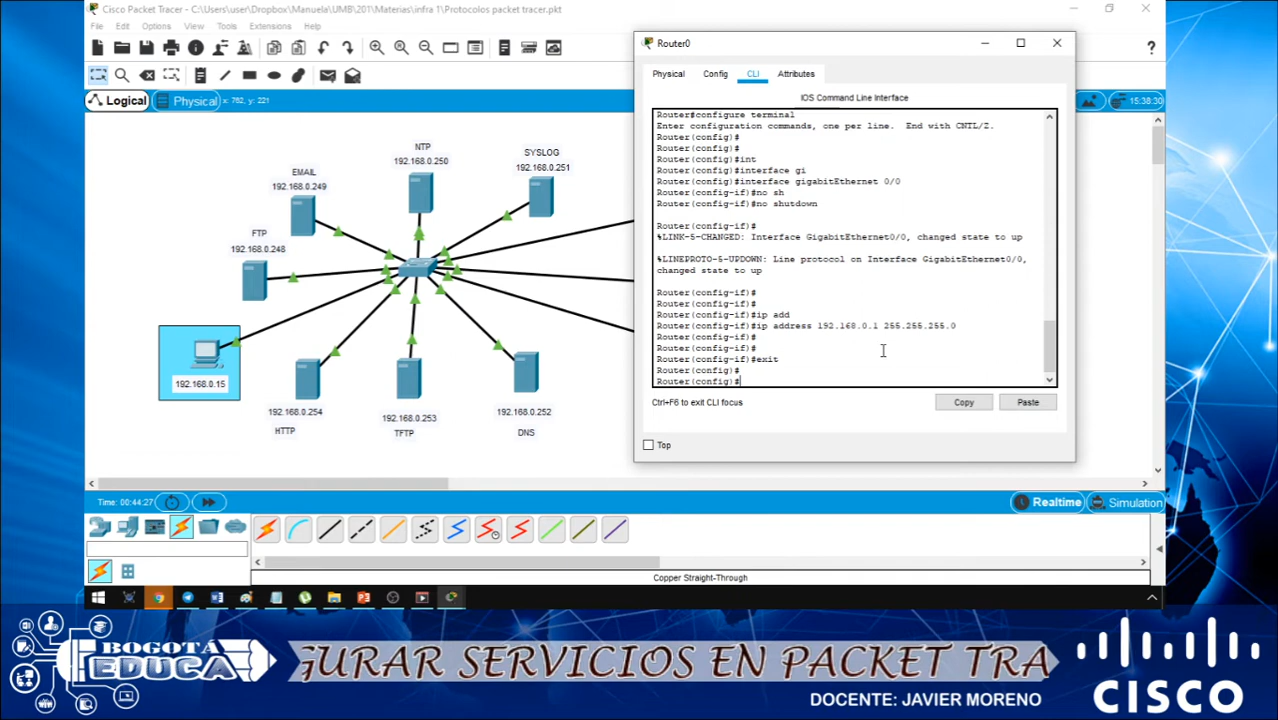 Cisco Packet Tracer - C:\Users\user\Dropbox\Manuela\UMB\201\Materias\infra 1\Protocolos packet tracer.pkt
File Edit Options View Tools Extensions Help
Logical
Physical
x: 762, y: 221
15:38:30
NTP
192.168.0.250
SYSLOG
192.168.0.251
EMAIL
192.168.0.249
FTP
192.168.0.248
192.168.0.15
192.168.0.254
HTTP
192.168.0.253
TFTP
192.168.0.252
DNS
Router0
Physical Config CLI Attributes
IOS Command Line Interface
Router#configure terminal
Enter configuration commands, one per line.  End with CNTL/Z.
Router(config)#
Router(config)#
Router(config)#int
Router(config)#interface gi
Router(config)#interface gigabitEthernet 0/0
Router(config-if)#no sh
Router(config-if)#no shutdown
Router(config-if)#
%LINK-5-CHANGED: Interface GigabitEthernet0/0, changed state to up
%LINEPROTO-5-UPDOWN: Line protocol on Interface GigabitEthernet0/0,
changed state to up
Router(config-if)#
Router(config-if)#
Router(config-if)#ip add
Router(config-if)#ip address 192.168.0.1 255.255.255.0
Router(config-if)#
Router(config-if)#
Router(config-if)#exit
Router(config)#
Router(config)#
Ctrl+F6 to exit CLI focus
Copy
Paste
Top
Time: 00:44:27
Realtime
Simulation
Copper Straight-Through
BOGOTÁ
EDUCA
GURAR SERVICIOS EN PACKET TRA
DOCENTE: JAVIER MORENO
CISCO